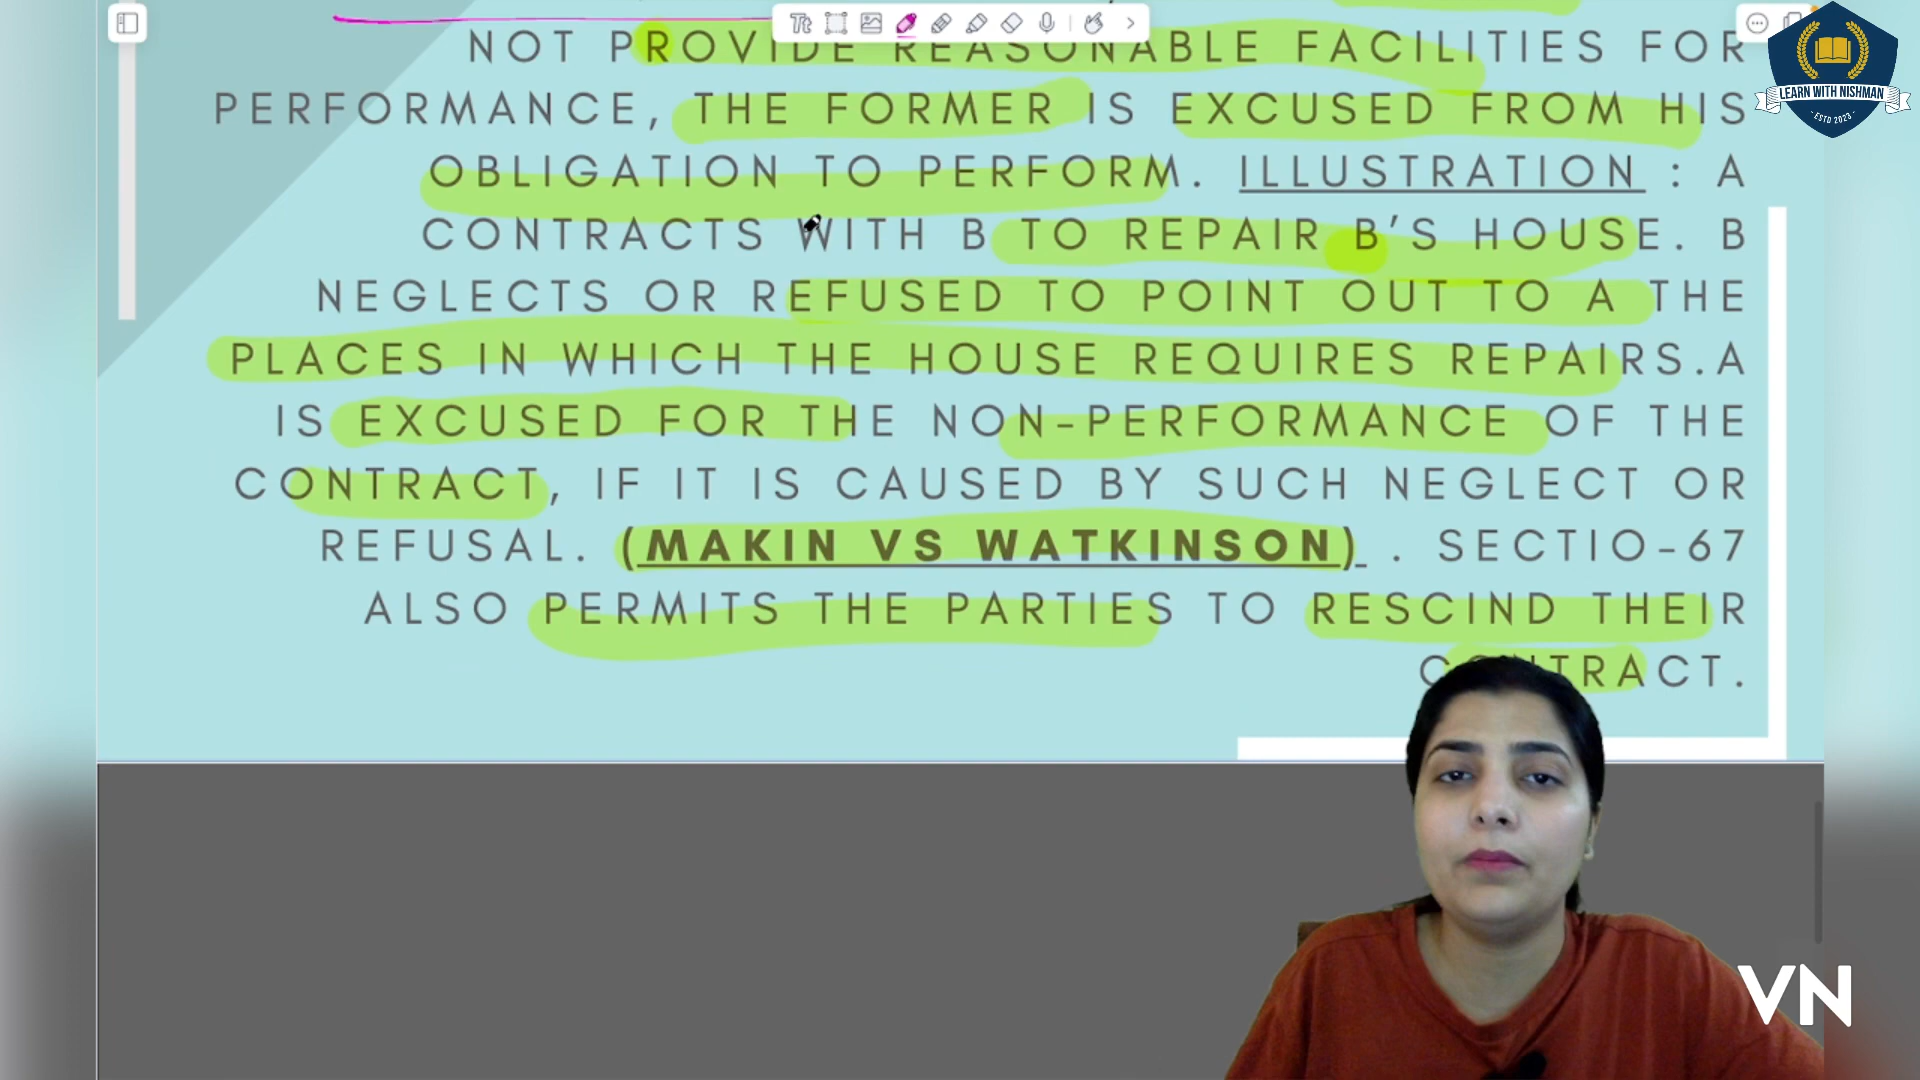 NOT PROVIDE REASONABLE FACILITIES FOR
PERFORMANCE, THE FORMER IS EXCUSED FROM HIS
OBLIGATION TO PERFORM. ILLUSTRATION : A
CONTRACTS WITH B TO REPAIR B'S HOUSE. B
NEGLECTS OR REFUSED TO POINT OUT TO A THE
PLACES IN WHICH THE HOUSE REQUIRES REPAIRS.A
IS EXCUSED FOR THE NON-PERFORMANCE OF THE
CONTRACT, IF IT IS CAUSED BY SUCH NEGLECT OR
REFUSAL. (MAKIN VS WATKINSON) . SECTIO-67
ALSO PERMITS THE PARTIES TO RESCIND THEIR
CONTRACT.
Tt
LEARN WITH NISHMAN
- ESTD 2023 -
VN